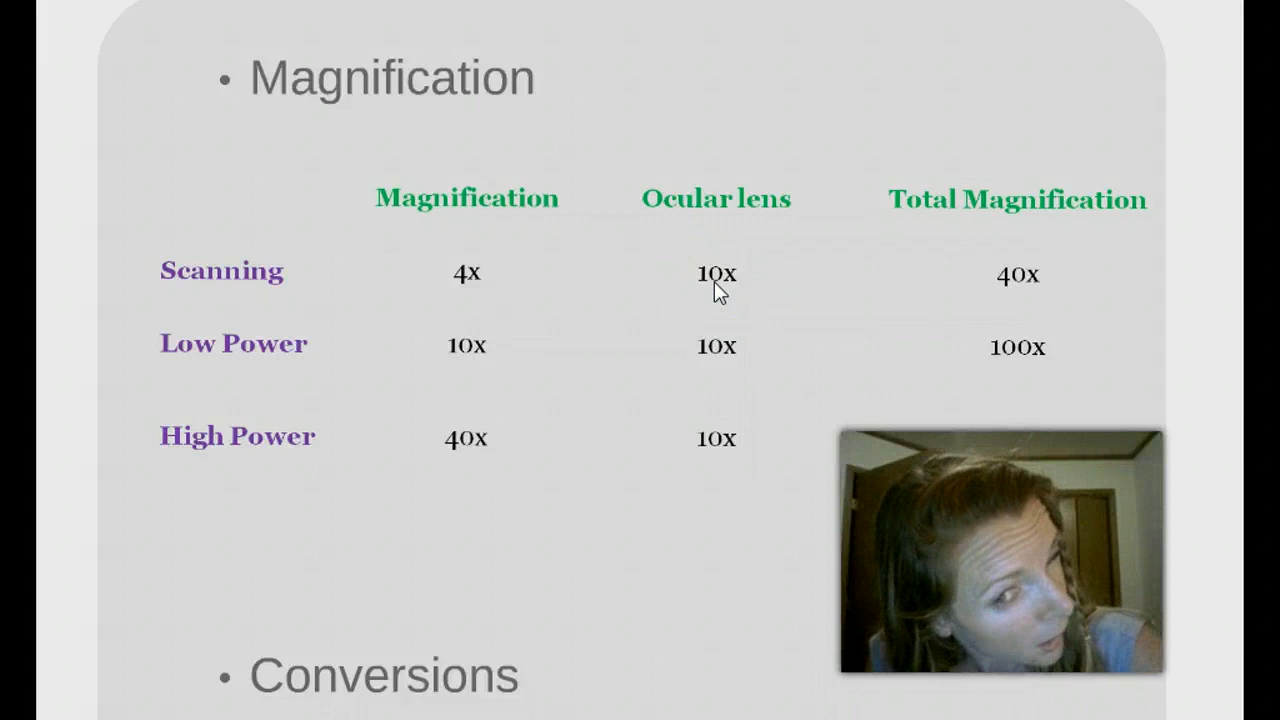 • Magnification
Magnification Ocular lens Total Magnification
Scanning 4x 10x 40x
Low Power 10x 10x 100x
High Power 40x 10x
• Conversions